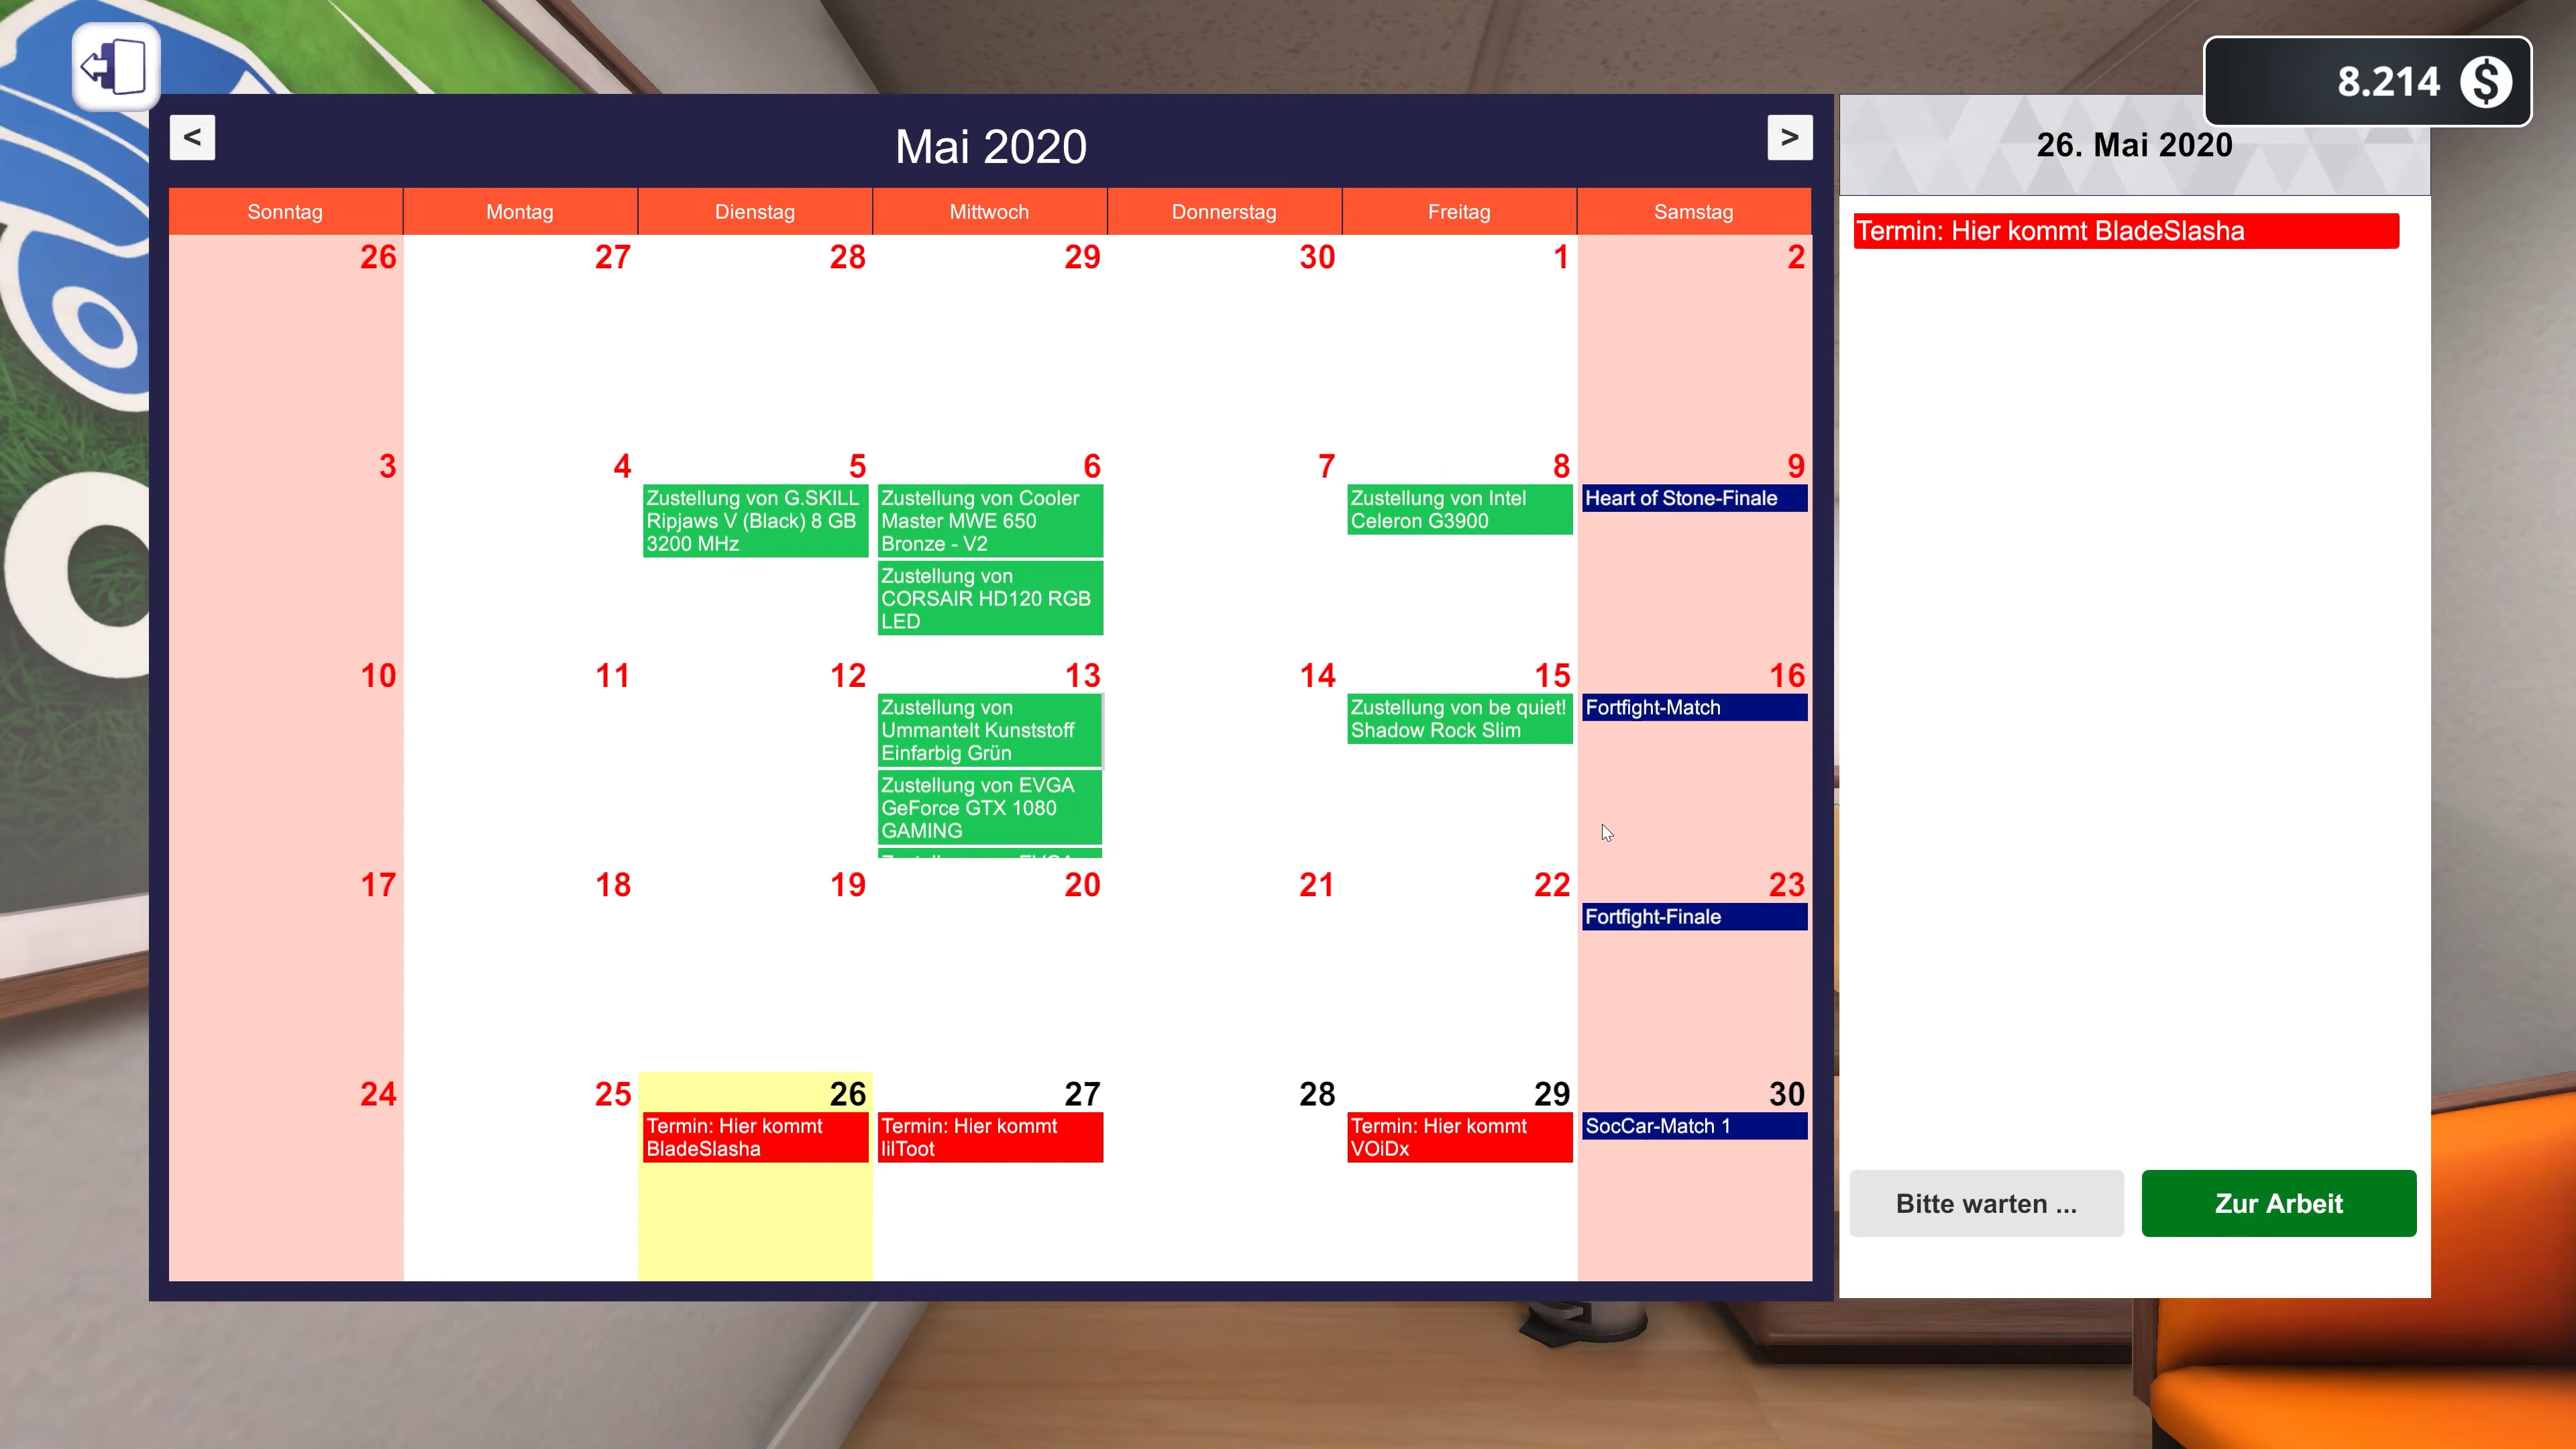 8.214 $
< Mai 2020 >
26. Mai 2020
Sonntag Montag Dienstag Mittwoch Donnerstag Freitag Samstag
Termin: Hier kommt BladeSlasha
26 27 28 29 30 1 2
3 4 5 6 7 8 9
Zustellung von G.SKILL
Ripjaws V (Black) 8 GB
3200 MHz
Zustellung von Cooler
Master MWE 650
Bronze - V2
Zustellung von
CORSAIR HD120 RGB
LED
Zustellung von Intel
Celeron G3900
Heart of Stone-Finale
10 11 12 13 14 15 16
Zustellung von
Ummantelt Kunststoff
Einfarbig Grün
Zustellung von EVGA
GeForce GTX 1080
GAMING
Zustellung von EVGA
Zustellung von be quiet!
Shadow Rock Slim
Fortfight-Match
17 18 19 20 21 22 23
Fortfight-Finale
24 25 26 27 28 29 30
Termin: Hier kommt
BladeSlasha
Termin: Hier kommt
lilToot
Termin: Hier kommt
VOiDx
SocCar-Match 1
Bitte warten ...
Zur Arbeit